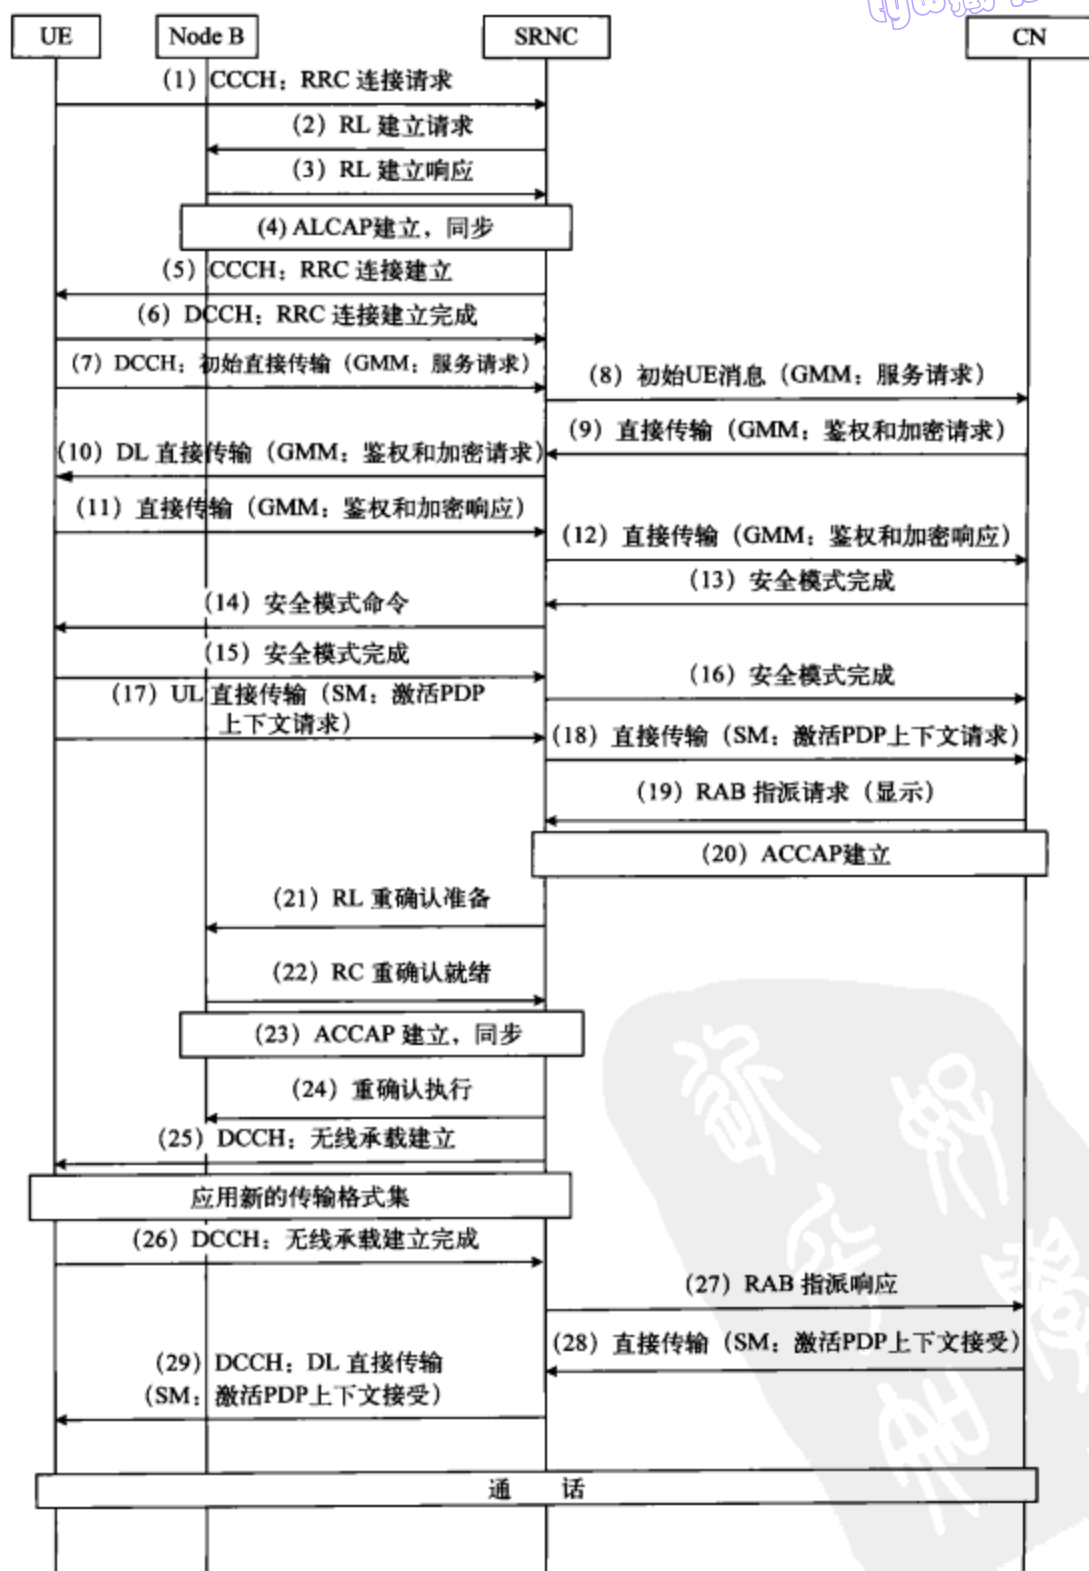 UE
Node B
SRNC
CN
(1) CCCH：RRC 连接请求
(2) RL 建立请求
(3) RL 建立响应
(4) ALCAP建立，同步
(5) CCCH：RRC 连接建立
(6) DCCH：RRC 连接建立完成
(7) DCCH：初始直接传输（GMM：服务请求）
(8) 初始UE消息（GMM：服务请求）
(9) 直接传输（GMM：鉴权和加密请求）
(10) DL 直接传输（GMM：鉴权和加密请求）
(11) 直接传输（GMM：鉴权和加密响应）
(12) 直接传输（GMM：鉴权和加密响应）
(13) 安全模式完成
(14) 安全模式命令
(15) 安全模式完成
(16) 安全模式完成
(17) UL 直接传输（SM：激活PDP
上下文请求）
(18) 直接传输（SM：激活PDP上下文请求）
(19) RAB 指派请求（显示）
(20) ACCAP建立
(21) RL 重确认准备
(22) RC 重确认就绪
(23) ACCAP 建立，同步
(24) 重确认执行
(25) DCCH：无线承载建立
应用新的传输格式集
(26) DCCH：无线承载建立完成
(27) RAB 指派响应
(28) 直接传输（SM：激活PDP上下文接受）
(29) DCCH：DL 直接传输
（SM：激活PDP上下文接受）
通 话